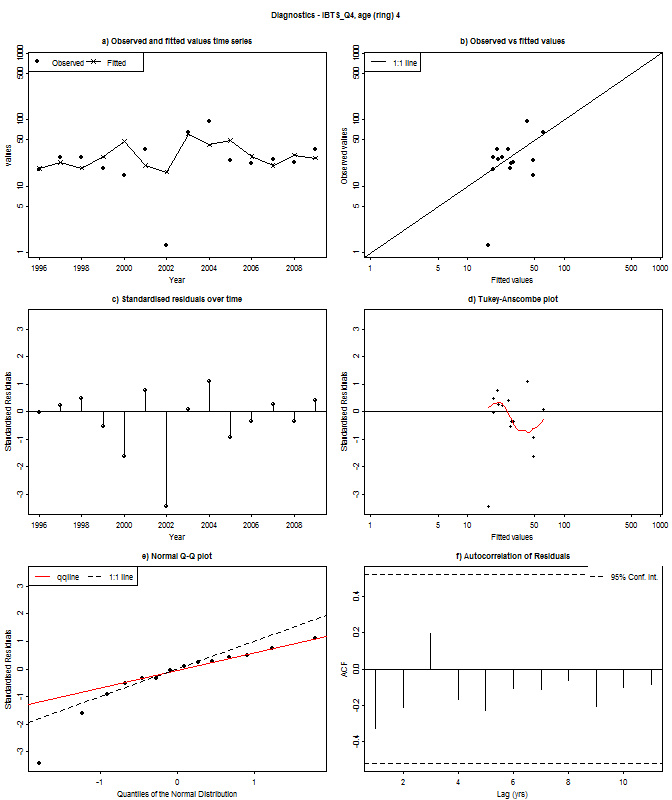 Diagnostics - IBTS_Q4, age (ring) 4
a) Observed and fitted values time series
values
1 5 10 50 100 500 1000
Observed Fitted
1996 1998 2000 2002 2004 2006 2008
Year
b) Observed vs fitted values
Observed values
1 5 10 50 100 500 1000
1:1 line
1 5 10 50 100 500 1000
Fitted values
c) Standardised residuals over time
Standardised Residuals
-3 -2 -1 0 1 2 3
1996 1998 2000 2002 2004 2006 2008
Year
d) Tukey-Anscombe plot
Standardised Residuals
-3 -2 -1 0 1 2 3
1 5 10 50 100 500 1000
Fitted values
e) Normal Q-Q plot
Standardised Residuals
-3 -2 -1 0 1 2 3
qqline 1:1 line
-1 0 1
Quantiles of the Normal Distribution
f) Autocorrelation of Residuals
ACF
-0.4 -0.2 0.0 0.2 0.4
95% Conf. Int.
2 4 6 8 10
Lag (yrs)